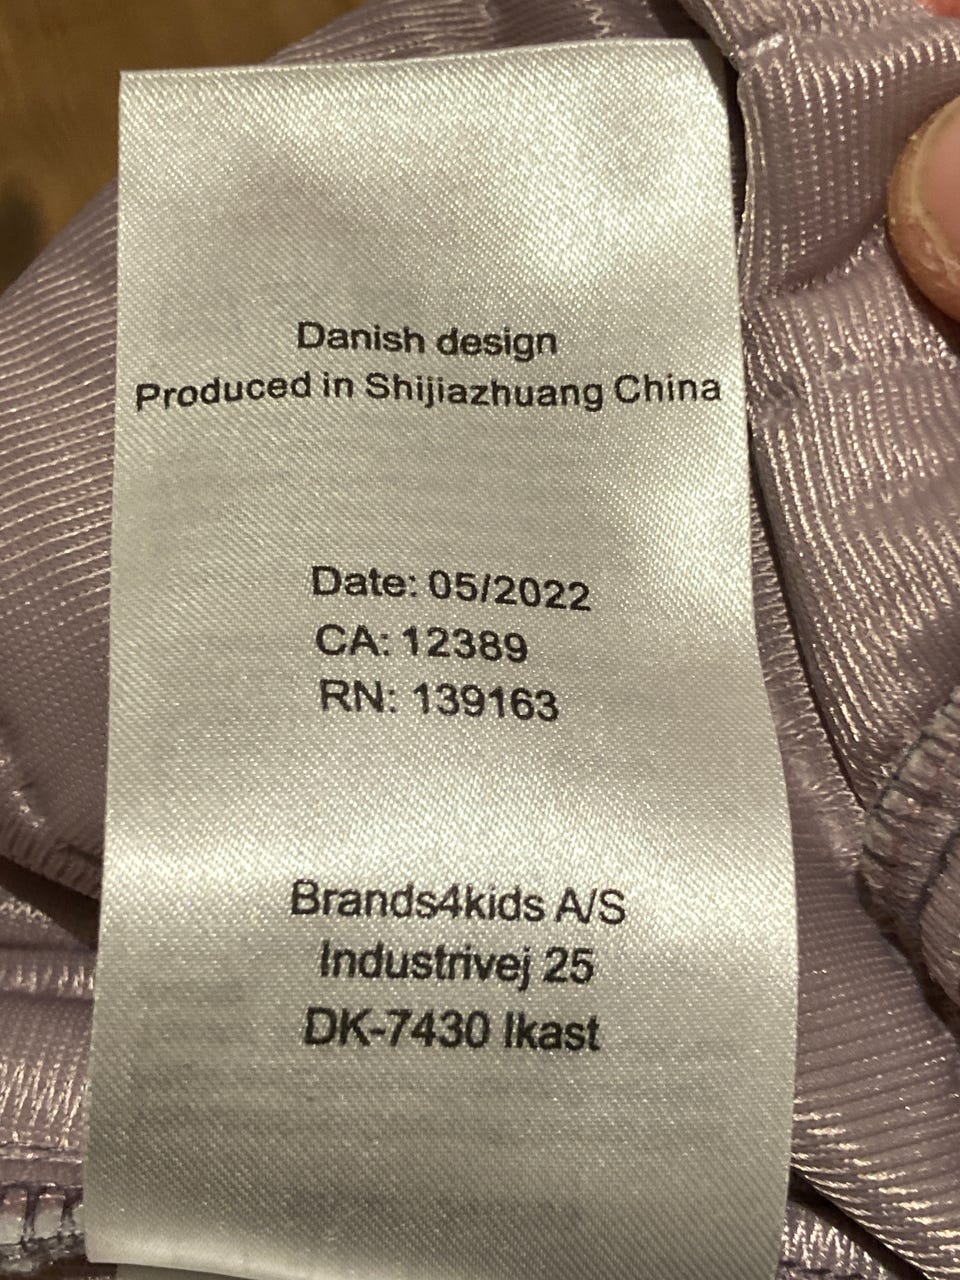 Danish design
Produced in Shijiazhuang China
Date: 05/2022
CA: 12389
RN: 139163
Brands4kids A/S
Industrivej 25
DK-7430 Ikast